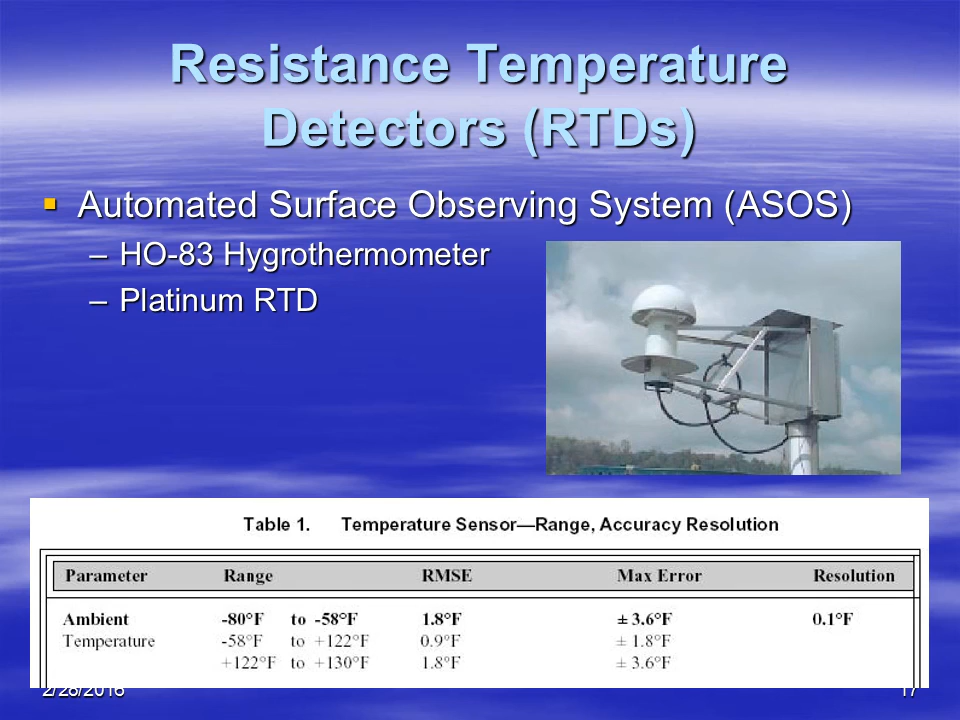 Resistance Temperature
Detectors (RTDs)
Automated Surface Observing System (ASOS)
– HO-83 Hygrothermometer
– Platinum RTD
Table 1. Temperature Sensor—Range, Accuracy Resolution
Parameter Range RMSE Max Error Resolution
Ambient -80°F to -58°F 1.8°F ± 3.6°F 0.1°F
Temperature -58°F to +122°F 0.9°F ± 1.8°F
+122°F to +130°F 1.8°F ± 3.6°F
2/28/2016 17